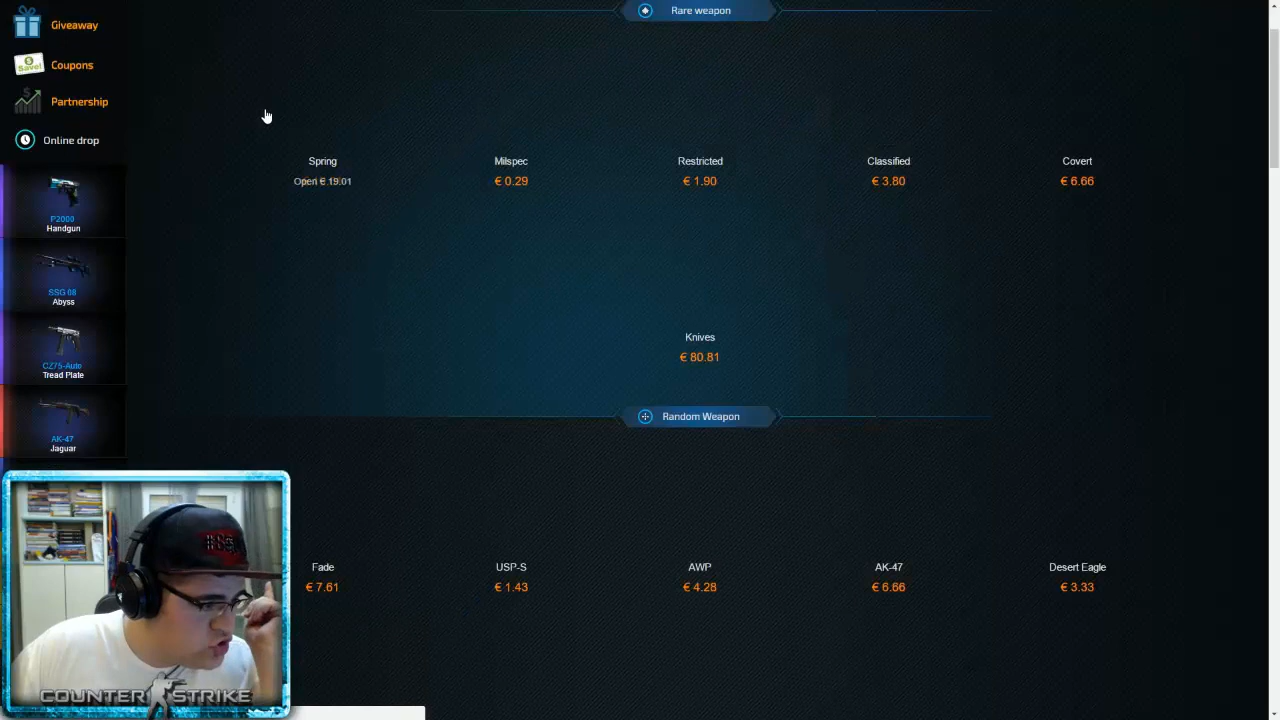 Rare weapon
Giveaway
Coupons
Partnership
Online drop
Spring
Open € 19.01
Milspec
€ 0.29
Restricted
€ 1.90
Classified
€ 3.80
Covert
€ 6.66
P2000
Handgun
SSG 08
Abyss
CZ75-Auto
Tread Plate
AK-47
Jaguar
Knives
€ 80.81
Random Weapon
Fade
€ 7.61
USP-S
€ 1.43
AWP
€ 4.28
AK-47
€ 6.66
Desert Eagle
€ 3.33
COUNTER STRIKE